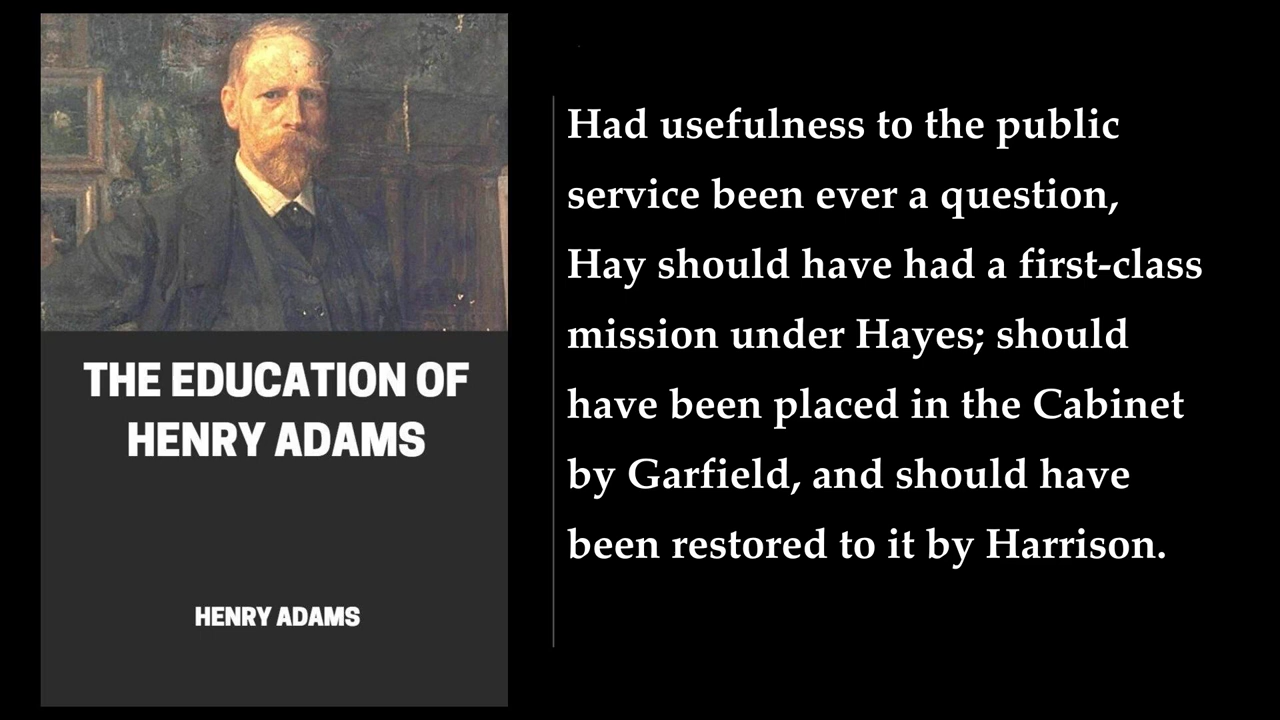 THE EDUCATION OF
HENRY ADAMS
HENRY ADAMS
Had usefulness to the public
service been ever a question,
Hay should have had a first-class
mission under Hayes; should
have been placed in the Cabinet
by Garfield, and should have
been restored to it by Harrison.